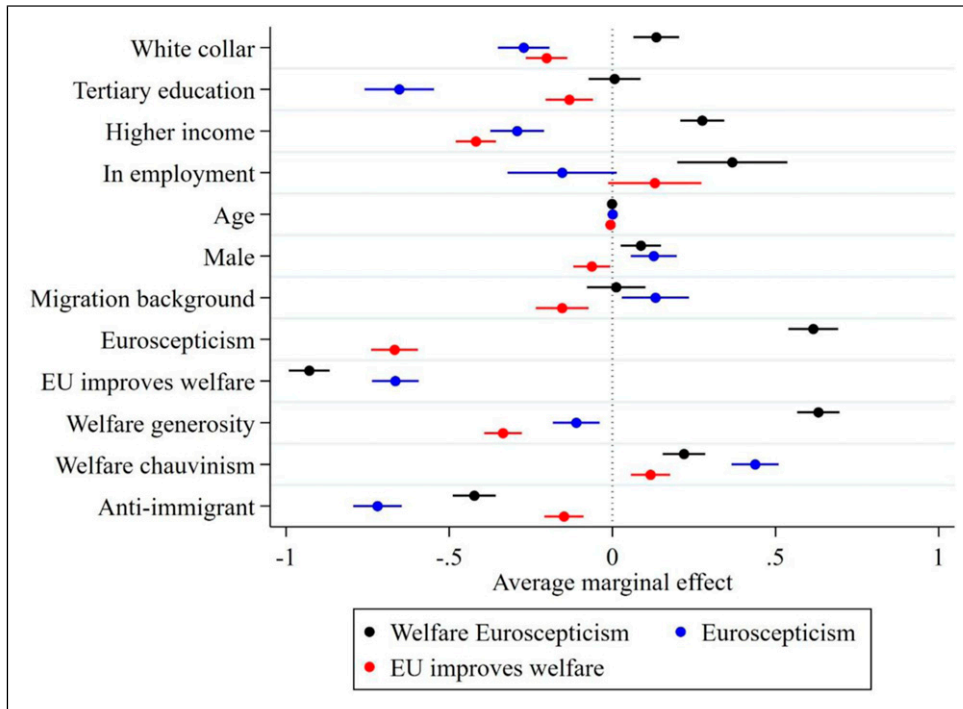 White collar
Tertiary education
Higher income
In employment
Age
Male
Migration background
Euroscepticism
EU improves welfare
Welfare generosity
Welfare chauvinism
Anti-immigrant
-1 -.5 0 .5 1
Average marginal effect
Welfare Euroscepticism Euroscepticism
EU improves welfare